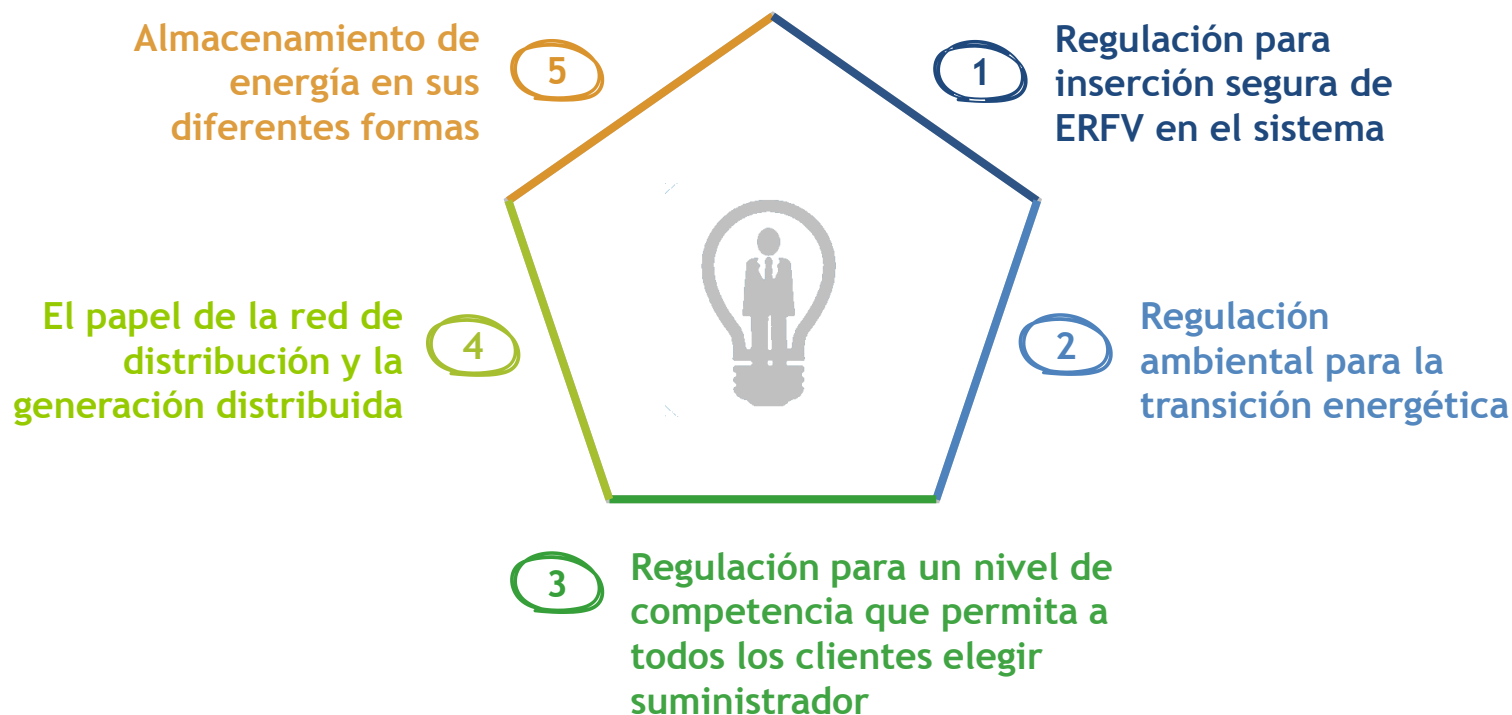 1
Regulación para
inserción segura de
ERFV en el sistema
2
Regulación
ambiental para la
transición energética
3
Regulación para un nivel de
competencia que permita a
todos los clientes elegir
suministrador
4
El papel de la red de
distribución y la
generación distribuida
5
Almacenamiento de
energía en sus
diferentes formas